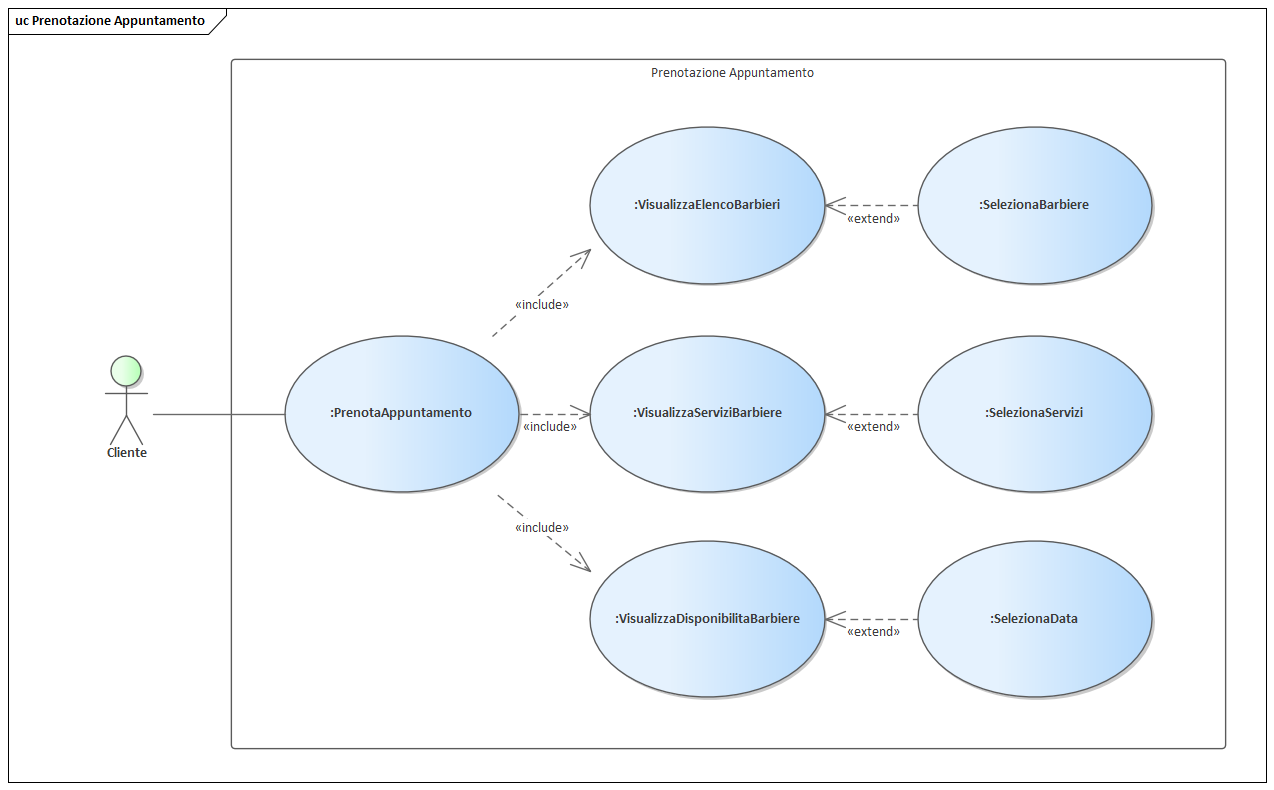 uc Prenotazione Appuntamento
Prenotazione Appuntamento
:VisualizzaElencoBarbieri
:SelezionaBarbiere
«extend»
«include»
:PrenotaAppuntamento
:VisualizzaServiziBarbiere
:SelezionaServizi
«include»
«extend»
Cliente
«include»
:VisualizzaDisponibilitaBarbiere
:SelezionaData
«extend»